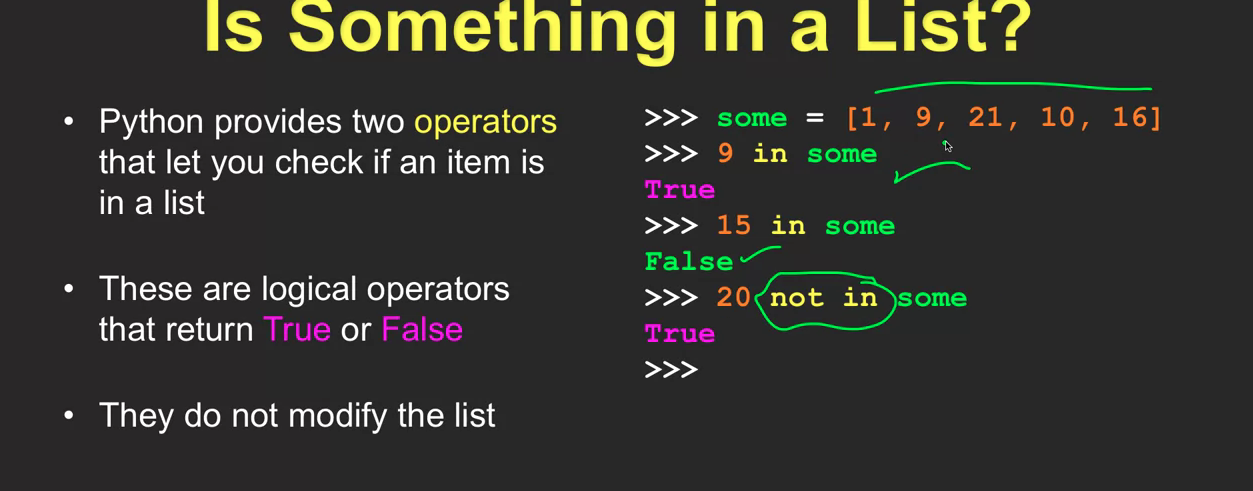 Is Something in a List?
• Python provides two operators
that let you check if an item is
in a list
• These are logical operators
that return True or False
• They do not modify the list
>>> some = [1, 9, 21, 10, 16]
>>> 9 in some
True
>>> 15 in some
False
>>> 20 not in some
True
>>>